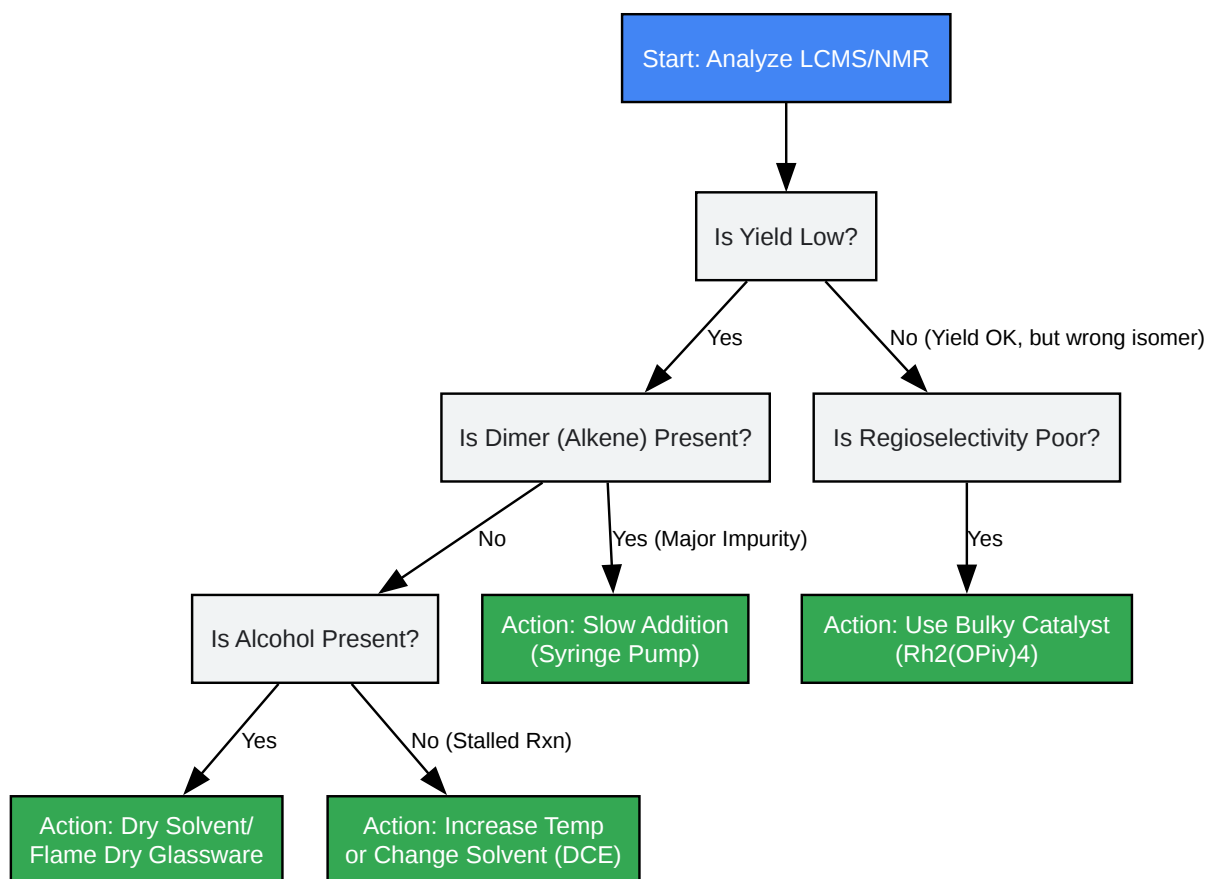 Start: Analyze LCMS/NMR
Is Yield Low?
Yes
No (Yield OK, but wrong isomer)
Is Dimer (Alkene) Present?
Is Regioselectivity Poor?
No
Yes (Major Impurity)
Yes
Is Alcohol Present?
Action: Slow Addition
(Syringe Pump)
Action: Use Bulky Catalyst
(Rh2(OPiv)4)
Yes
No (Stalled Rxn)
Action: Dry Solvent/
Flame Dry Glassware
Action: Increase Temp
or Change Solvent (DCE)